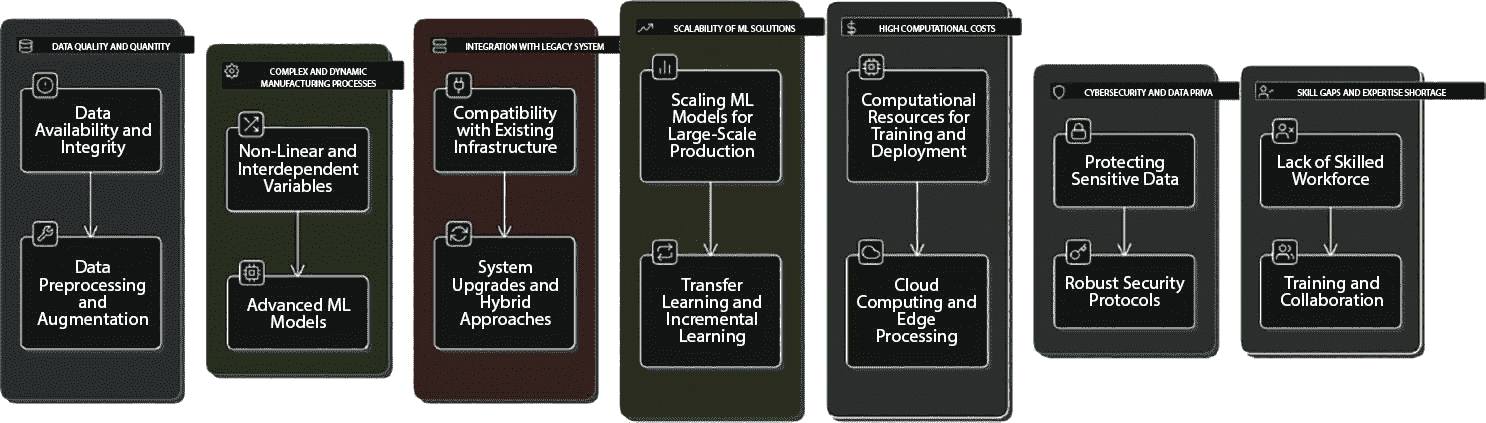 DATA QUALITY AND QUANTITY
Data
Availability and
Integrity
Data
Preprocessing
and
Augmentation
COMPLEX AND DYNAMIC
MANUFACTURING PROCESSES
Non-Linear and
Interdependent
Variables
Advanced ML
Models
INTEGRATION WITH LEGACY SYSTEM
Compatibility
with Existing
Infrastructure
System
Upgrades and
Hybrid
Approaches
SCALABILITY OF ML SOLUTIONS
Scaling ML
Models for
Large-Scale
Production
Transfer
Learning and
Incremental
Learning
HIGH COMPUTATIONAL COSTS
Computational
Resources for
Training and
Deployment
Cloud
Computing and
Edge
Processing
CYBERSECURITY AND DATA PRIVA
Protecting
Sensitive Data
Robust Security
Protocols
SKILL GAPS AND EXPERTISE SHORTAGE
Lack of Skilled
Workforce
Training and
Collaboration